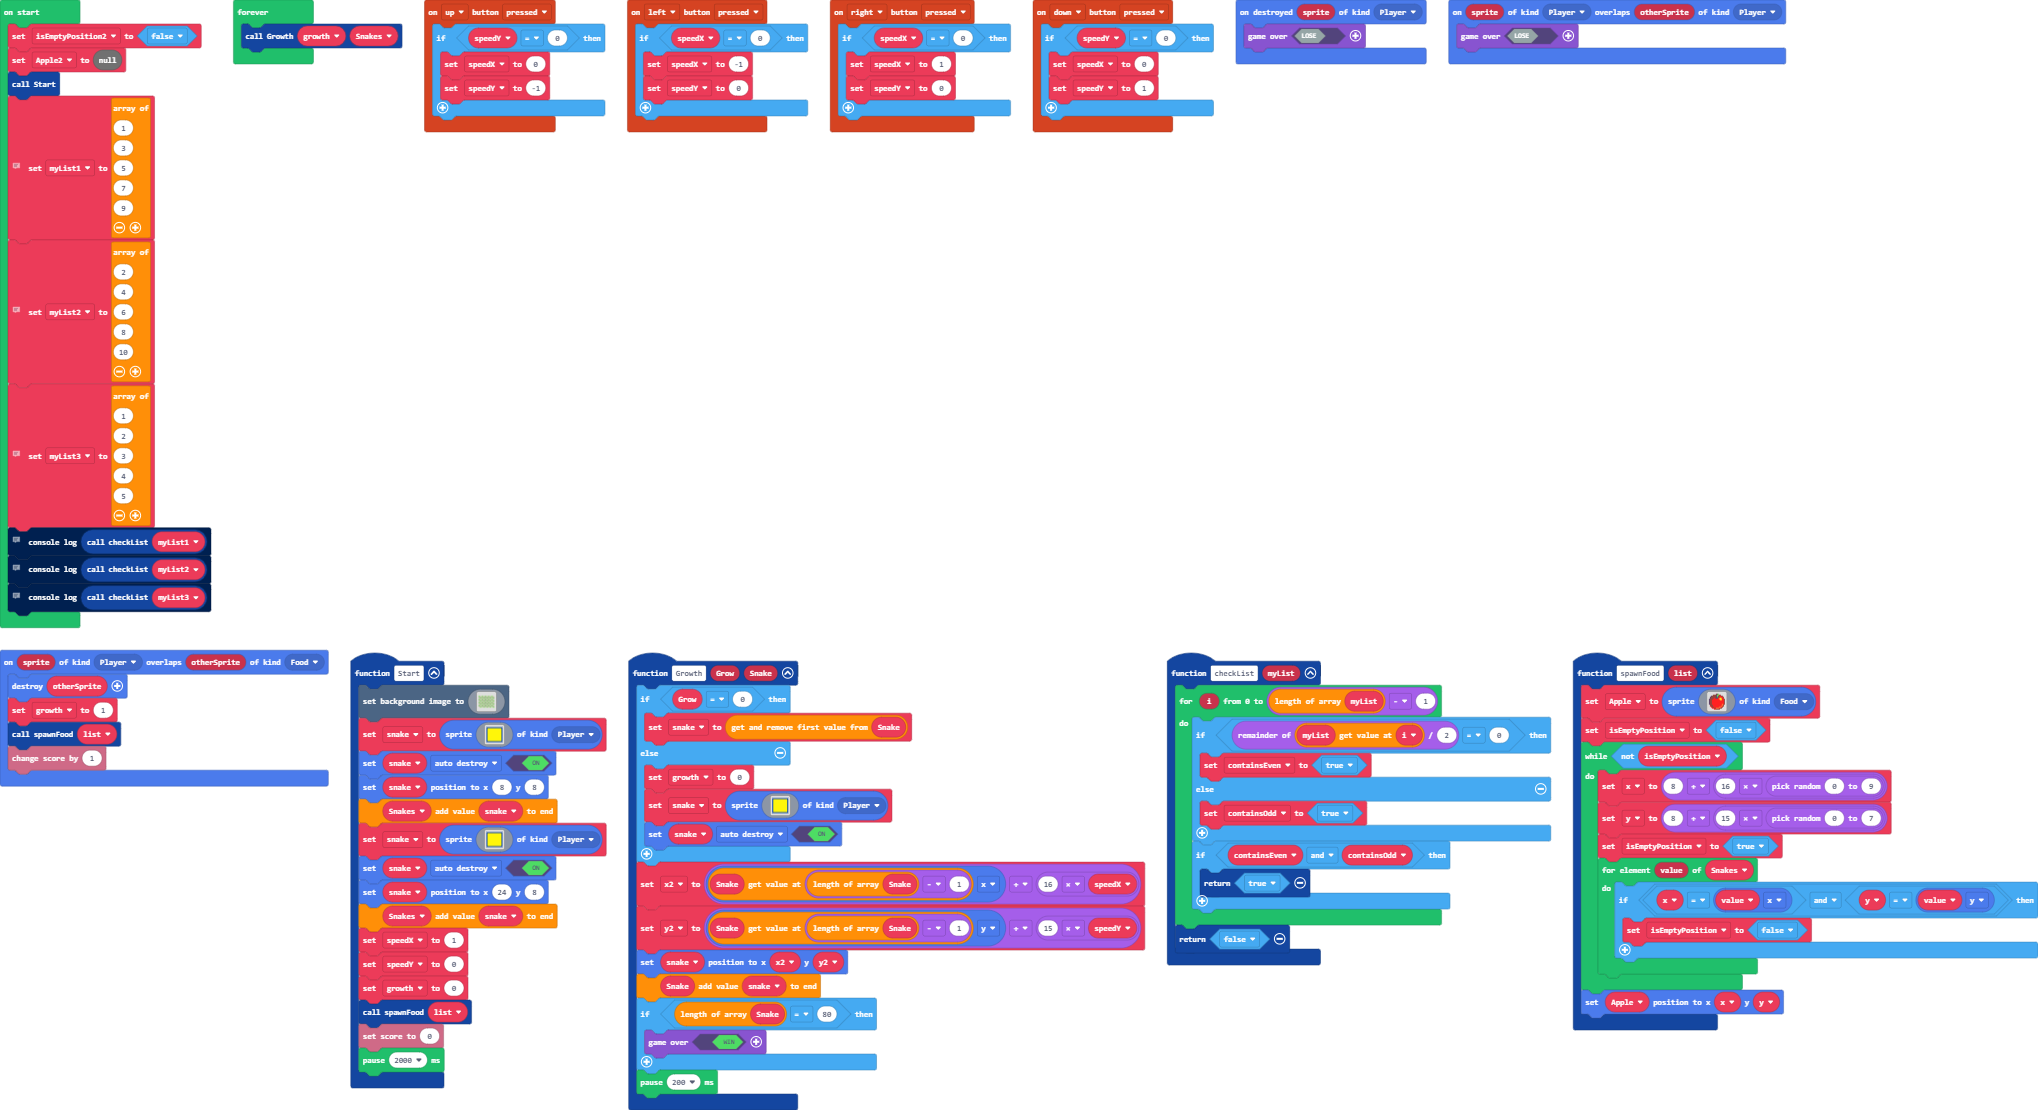 on start
set isEmptyPosition2 to false
set Apple2 to null
call Start
set myList1 to array of 1 3 5 7 9
set myList2 to array of 2 4 6 8 10
set myList3 to array of 1 2 3 4 5
console log call checkList myList1
console log call checkList myList2
console log call checkList myList3
forever
call Growth growth Snakes
on up button pressed
if speedY = 0 then
set speedX to 0
set speedY to -1
on left button pressed
if speedX = 0 then
set speedX to -1
set speedY to 0
on right button pressed
if speedX = 0 then
set speedX to 1
set speedY to 0
on down button pressed
if speedY = 0 then
set speedX to 0
set speedY to 1
on destroyed sprite of kind Player
game over LOSE
on sprite of kind Player overlaps otherSprite of kind Player
game over LOSE
on sprite of kind Player overlaps otherSprite of kind Food
destroy otherSprite
set growth to 1
call spawnFood list
change score by 1
function Start
set background image to
set snake to sprite of kind Player
set snake auto destroy ON
set snake position to x 8 y 8
Snakes add value snake to end
set snake to sprite of kind Player
set snake auto destroy ON
set snake position to x 24 y 8
Snakes add value snake to end
set speedX to 1
set speedY to 0
set growth to 0
call spawnFood list
set score to 0
pause 2000 ms
function Growth Grow Snake
if Grow = 0 then
set snake to get and remove first value from Snake
else
set growth to 0
set snake to sprite of kind Player
set snake auto destroy ON
set x2 to Snake get value at length of array Snake - 1 x + 16 × speedX
set y2 to Snake get value at length of array Snake - 1 y + 15 × speedY
set snake position to x x2 y y2
Snake add value snake to end
if length of array Snake = 80 then
game over WIN
pause 200 ms
function checkList myList
for i from 0 to length of array myList - 1
do
if remainder of myList get value at i / 2 = 0 then
set containsEven to true
else
set containsOdd to true
if containsEven and containsOdd then
return true
return false
function spawnFood list
set Apple to sprite of kind Food
set isEmptyPosition to false
while not isEmptyPosition
do
set x to 8 + 16 × pick random 0 to 9
set y to 8 + 15 × pick random 0 to 7
set isEmptyPosition to true
for element value of Snakes
do
if x = value x and y = value y then
set isEmptyPosition to false
set Apple position to x x y y